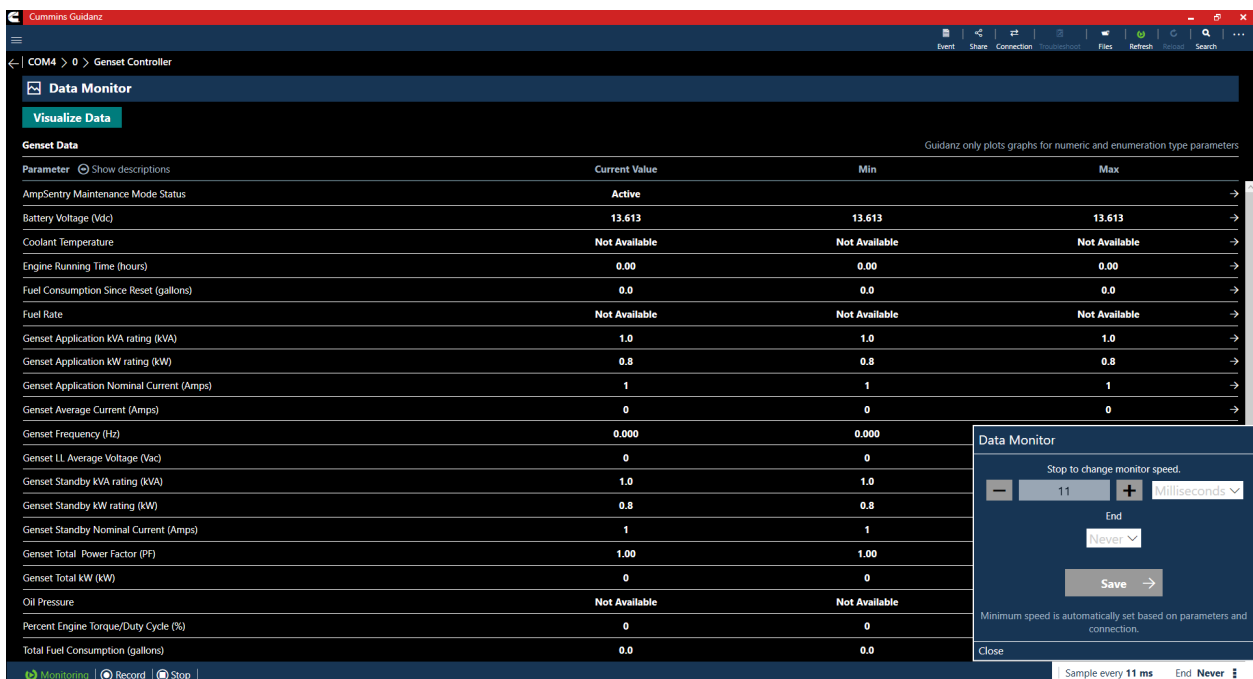 Cummins Guidanz
Event Share Connection Troubleshoot Files Refresh Reload Search
COM4 > 0 > Genset Controller
Data Monitor
Visualize Data
Genset Data Guidanz only plots graphs for numeric and enumeration type parameters
Parameter Show descriptions Current Value Min Max
AmpSentry Maintenance Mode Status Active
Battery Voltage (Vdc) 13.613 13.613 13.613
Coolant Temperature Not Available Not Available Not Available
Engine Running Time (hours) 0.00 0.00 0.00
Fuel Consumption Since Reset (gallons) 0.0 0.0 0.0
Fuel Rate Not Available Not Available Not Available
Genset Application kVA rating (kVA) 1.0 1.0 1.0
Genset Application kW rating (kW) 0.8 0.8 0.8
Genset Application Nominal Current (Amps) 1 1 1
Genset Average Current (Amps) 0 0 0
Genset Frequency (Hz) 0.000 0.000
Genset LL Average Voltage (Vac) 0 0
Genset Standby kVA rating (kVA) 1.0 1.0
Genset Standby kW rating (kW) 0.8 0.8
Genset Standby Nominal Current (Amps) 1 1
Genset Total Power Factor (PF) 1.00 1.00
Genset Total kW (kW) 0 0
Oil Pressure Not Available Not Available
Percent Engine Torque/Duty Cycle (%) 0 0
Total Fuel Consumption (gallons) 0.0 0.0
Data Monitor
Stop to change monitor speed.
11 Milliseconds
End
Never
Save
Minimum speed is automatically set based on parameters and
connection.
Close
Monitoring Record Stop Sample every 11 ms End Never